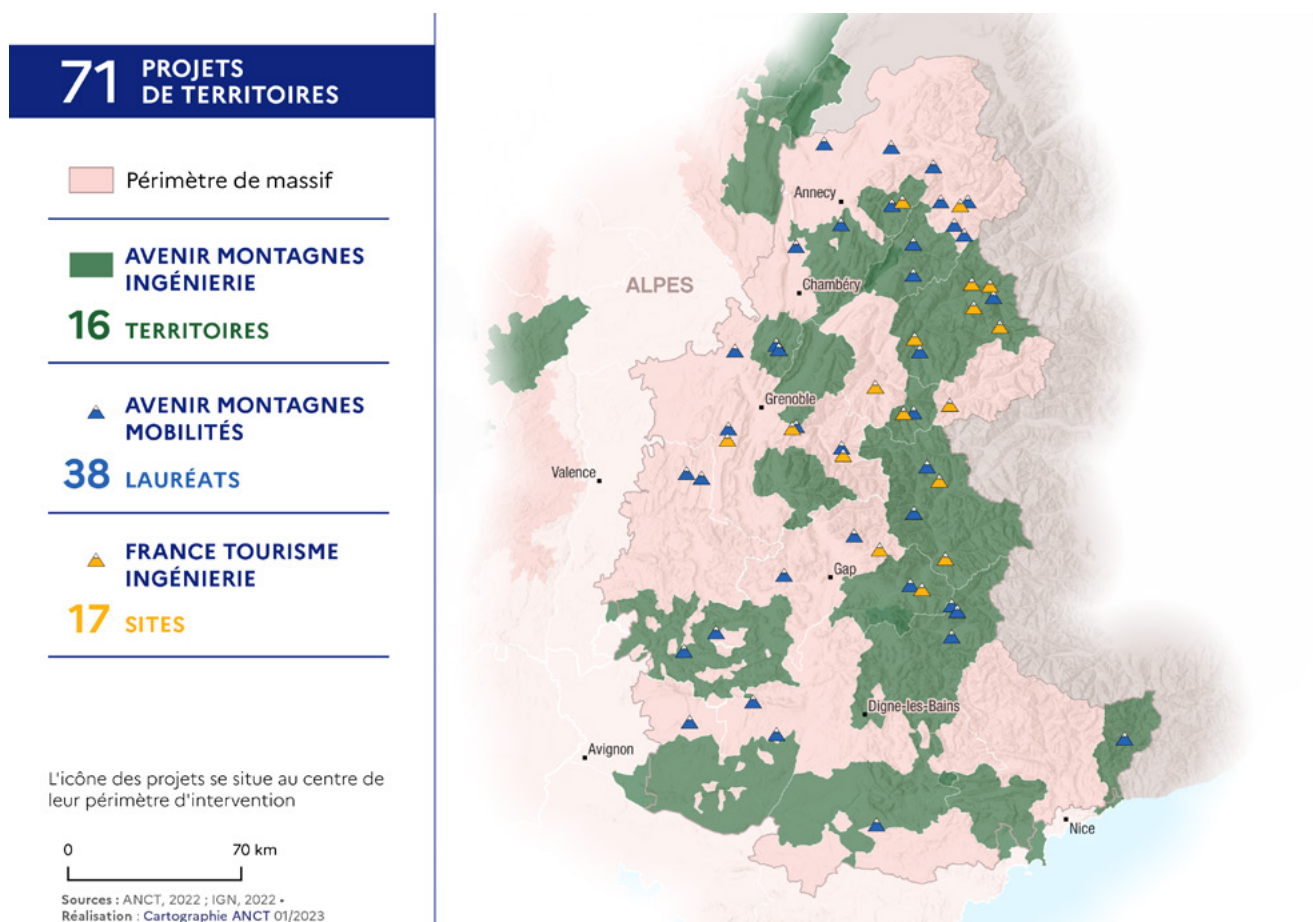 71 PROJETS
DE TERRITOIRES
Périmètre de massif
AVENIR MONTAGNES
INGÉNIERIE
16 TERRITOIRES
AVENIR MONTAGNES
MOBILITÉS
38 LAURÉATS
FRANCE TOURISME
INGÉNIERIE
17 SITES
L'icône des projets se situe au centre de
leur périmètre d'intervention
0 70 km
Sources : ANCT, 2022 ; IGN, 2022 •
Réalisation : Cartographie ANCT 01/2023
Annecy
ALPES
Chambéry
Grenoble
Valence
Gap
Digne-les-Bains
Avignon
Nice